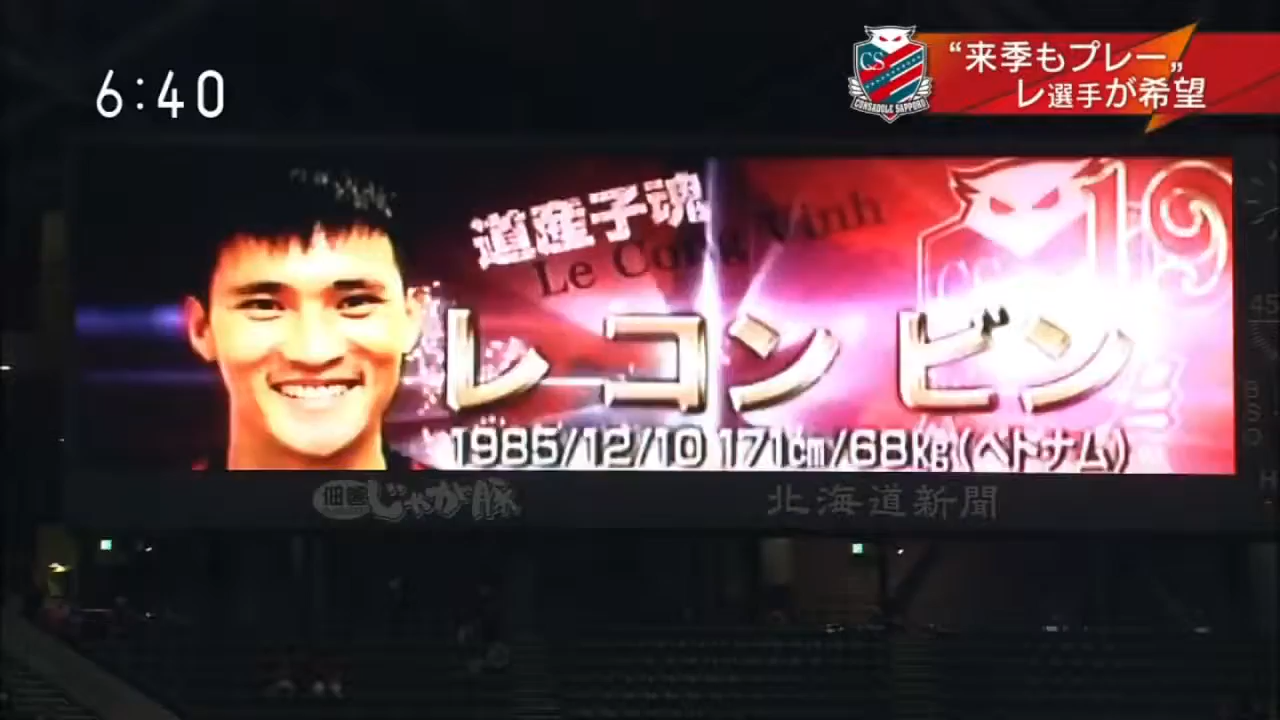 6:40
CS
CONSADOLE SAPPORO
“来季もプレー”
レ選手が希望
道産子魂
19
Le Cong Vinh
レ コン ビン
1985/12/10 171cm/68kg(ベトナム)
じゃが豚
北海道新聞